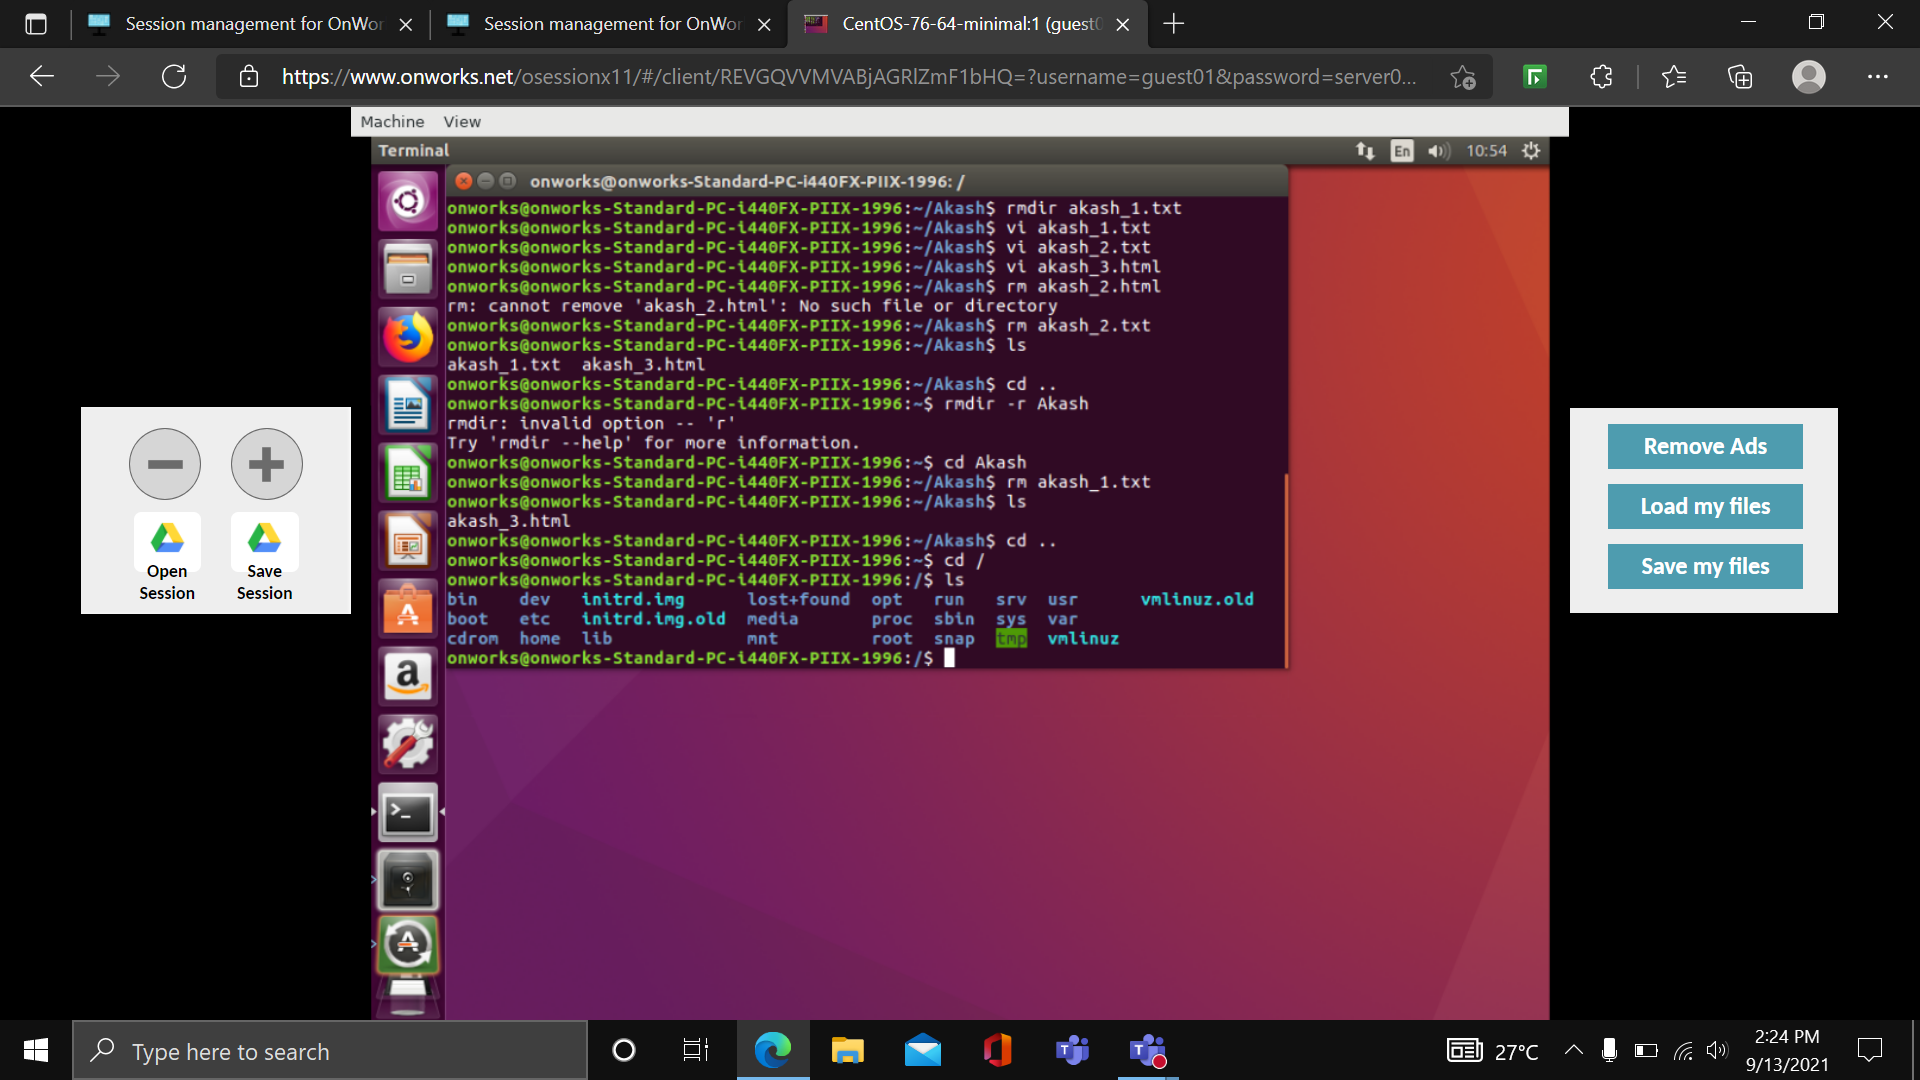 Session management for OnWor
Session management for OnWor
CentOS-76-64-minimal:1 (guest0
https://www.onworks.net/osessionx11/#/client/REVGQVVMVABjAGRlZmF1bHQ=?username=guest01&password=server0...
Machine View
Terminal
En
10:54
onworks@onworks-Standard-PC-i440FX-PIIX-1996: /
onworks@onworks-Standard-PC-i440FX-PIIX-1996:~/Akash$ rmdir akash_1.txt
onworks@onworks-Standard-PC-i440FX-PIIX-1996:~/Akash$ vi akash_1.txt
onworks@onworks-Standard-PC-i440FX-PIIX-1996:~/Akash$ vi akash_2.txt
onworks@onworks-Standard-PC-i440FX-PIIX-1996:~/Akash$ vi akash_3.html
onworks@onworks-Standard-PC-i440FX-PIIX-1996:~/Akash$ rm akash_2.html
rm: cannot remove 'akash_2.html': No such file or directory
onworks@onworks-Standard-PC-i440FX-PIIX-1996:~/Akash$ rm akash_2.txt
onworks@onworks-Standard-PC-i440FX-PIIX-1996:~/Akash$ ls
akash_1.txt  akash_3.html
onworks@onworks-Standard-PC-i440FX-PIIX-1996:~/Akash$ cd ..
onworks@onworks-Standard-PC-i440FX-PIIX-1996:~$ rmdir -r Akash
rmdir: invalid option -- 'r'
Try 'rmdir --help' for more information.
onworks@onworks-Standard-PC-i440FX-PIIX-1996:~$ cd Akash
onworks@onworks-Standard-PC-i440FX-PIIX-1996:~/Akash$ rm akash_1.txt
onworks@onworks-Standard-PC-i440FX-PIIX-1996:~/Akash$ ls
akash_3.html
onworks@onworks-Standard-PC-i440FX-PIIX-1996:~/Akash$ cd ..
onworks@onworks-Standard-PC-i440FX-PIIX-1996:~$ cd /
onworks@onworks-Standard-PC-i440FX-PIIX-1996:/$ ls
bin dev initrd.img lost+found opt run srv usr vmlinuz.old
boot etc initrd.img.old media proc sbin sys var
cdrom home lib mnt root snap tmp vmlinuz
onworks@onworks-Standard-PC-i440FX-PIIX-1996:/$
Open
Session
Save
Session
Remove Ads
Load my files
Save my files
Type here to search
27°C
2:24 PM
9/13/2021